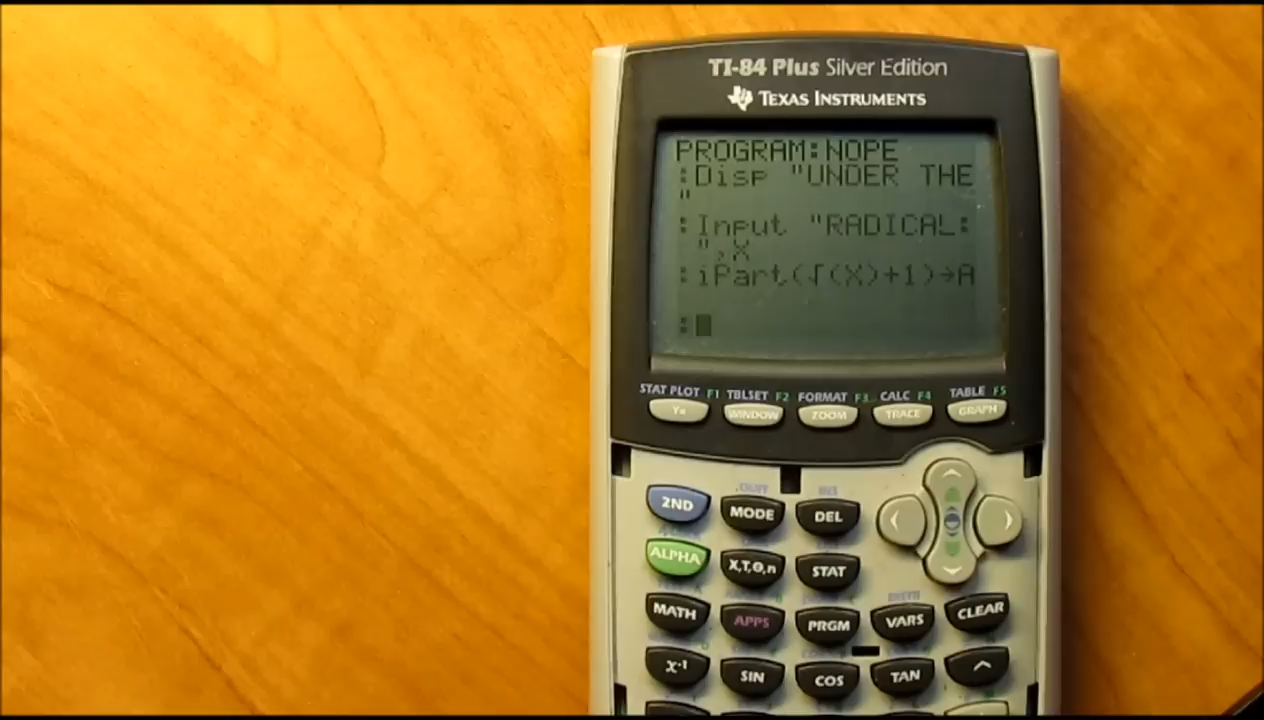 TI-84 Plus Silver Edition
TEXAS INSTRUMENTS
PROGRAM:NOPE
:Disp "UNDER THE
"
:Input "RADICAL:
",X
:iPart(√(X)+1)→A
:
STAT PLOT F1 TBLSET F2 FORMAT F3 CALC F4 TABLE F5
Y= WINDOW ZOOM TRACE GRAPH
QUIT INS
2ND MODE DEL
ALPHA X,T,Θ,n STAT
MATH APPS PRGM VARS CLEAR
x⁻¹ SIN COS TAN ^